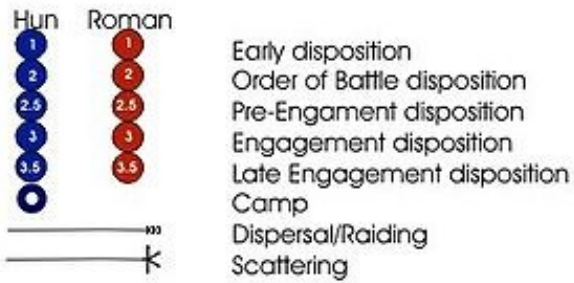 Hun Roman
1 1 Early disposition
2 2 Order of Battle disposition
2.5 2.5 Pre-Engament disposition
3 3 Engagement disposition
3.5 3.5 Late Engagement disposition
Camp
Dispersal/Raiding
Scattering